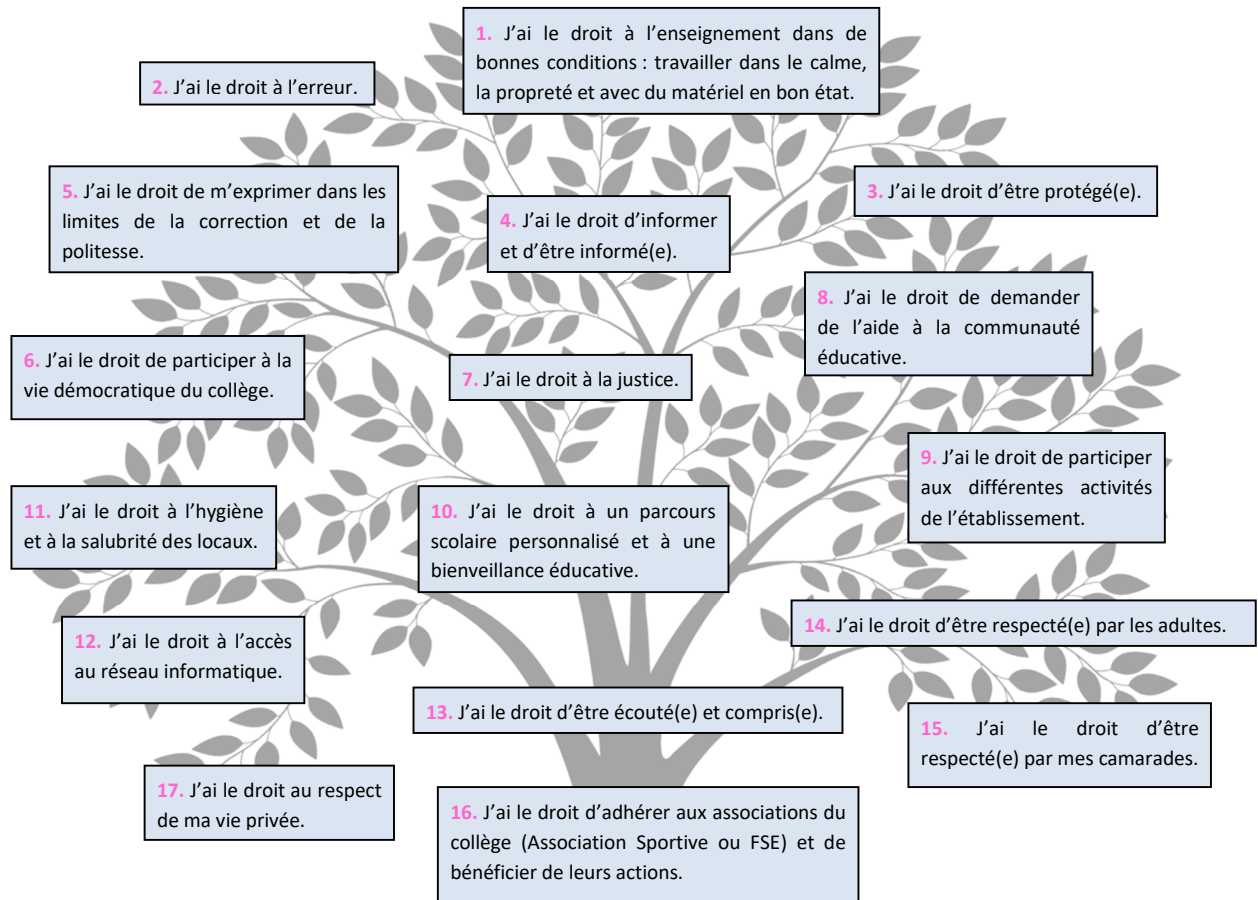 1. J’ai le droit à l’enseignement dans de
bonnes conditions : travailler dans le calme,
la propreté et avec du matériel en bon état.
2. J’ai le droit à l’erreur.
3. J’ai le droit d’être protégé(e).
4. J’ai le droit d’informer
et d’être informé(e).
5. J’ai le droit de m’exprimer dans les
limites de la correction et de la
politesse.
6. J’ai le droit de participer à la
vie démocratique du collège.
7. J’ai le droit à la justice.
8. J’ai le droit de demander
de l’aide à la communauté
éducative.
9. J’ai le droit de participer
aux différentes activités
de l’établissement.
10. J’ai le droit à un parcours
scolaire personnalisé et à une
bienveillance éducative.
11. J’ai le droit à l’hygiène
et à la salubrité des locaux.
12. J’ai le droit à l’accès
au réseau informatique.
13. J’ai le droit d’être écouté(e) et compris(e).
14. J’ai le droit d’être respecté(e) par les adultes.
15. J’ai le droit d’être
respecté(e) par mes camarades.
16. J’ai le droit d’adhérer aux associations du
collège (Association Sportive ou FSE) et de
bénéficier de leurs actions.
17. J’ai le droit au respect
de ma vie privée.